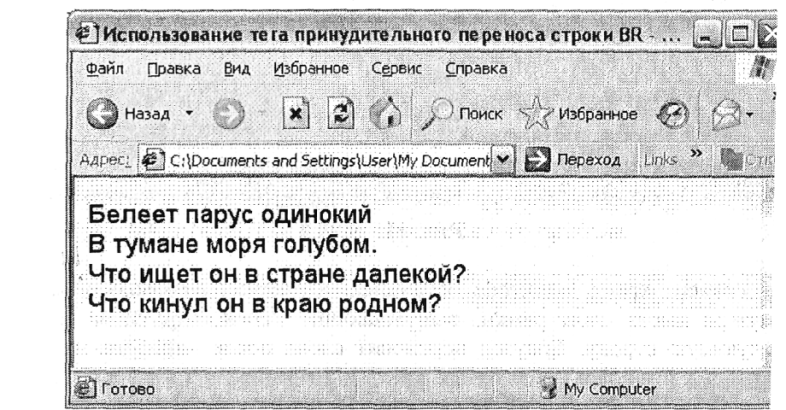 Использование тега принудительного переноса строки BR - ...
Файл Правка Вид Избранное Сервис Справка
Назад Поиск Избранное
Адрес: C:\Documents and Settings\User\My Document Переход Links »
Белеет парус одинокий
В тумане моря голубом.
Что ищет он в стране далекой?
Что кинул он в краю родном?
Готово My Computer